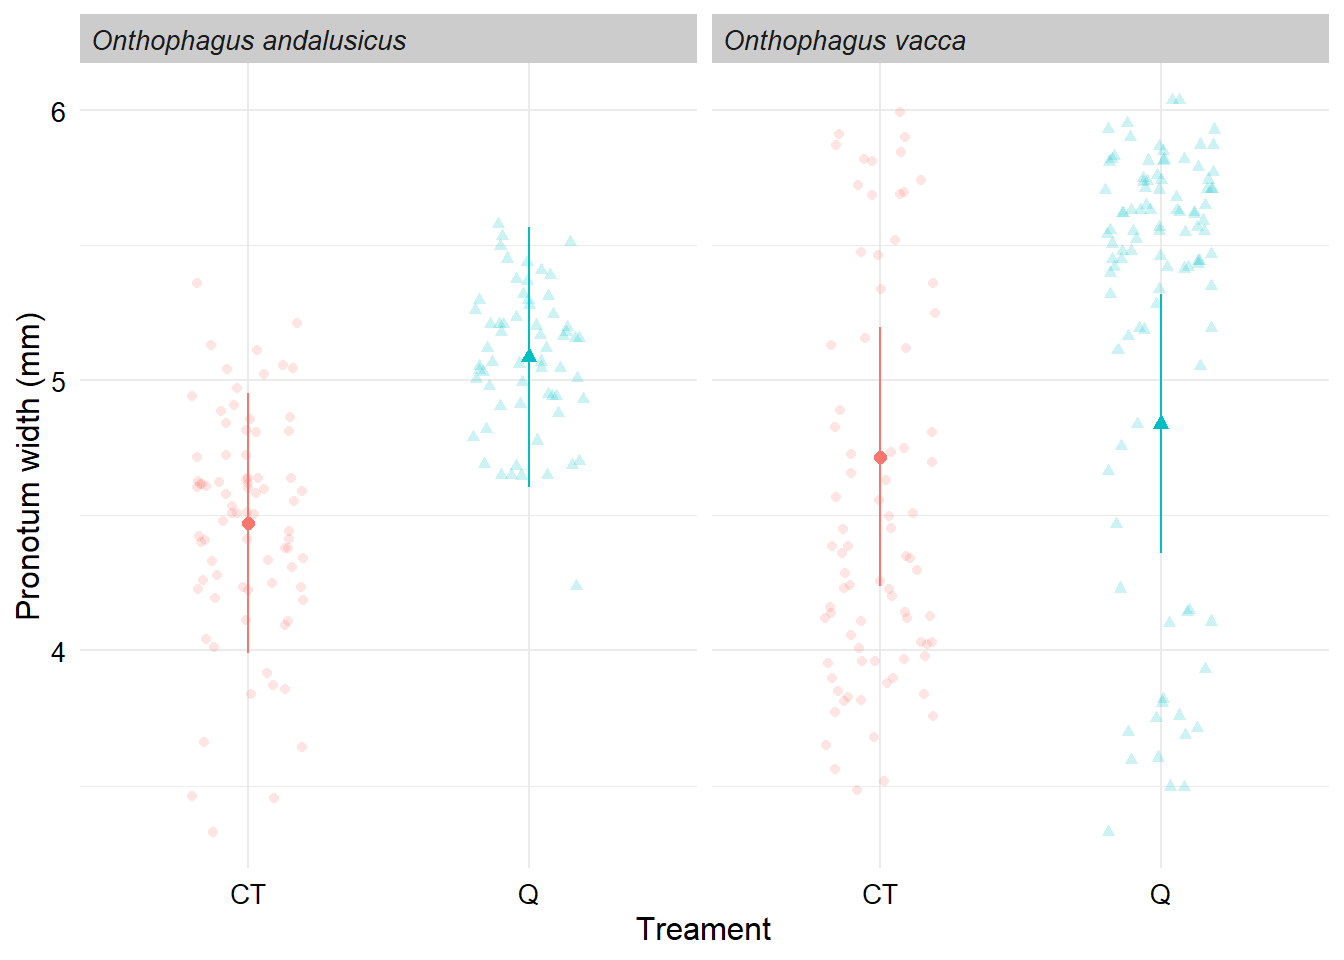 Onthophagus andalusicus
Onthophagus vacca
Pronotum width (mm)
6
5
4
CT
Q
CT
Q
Treament